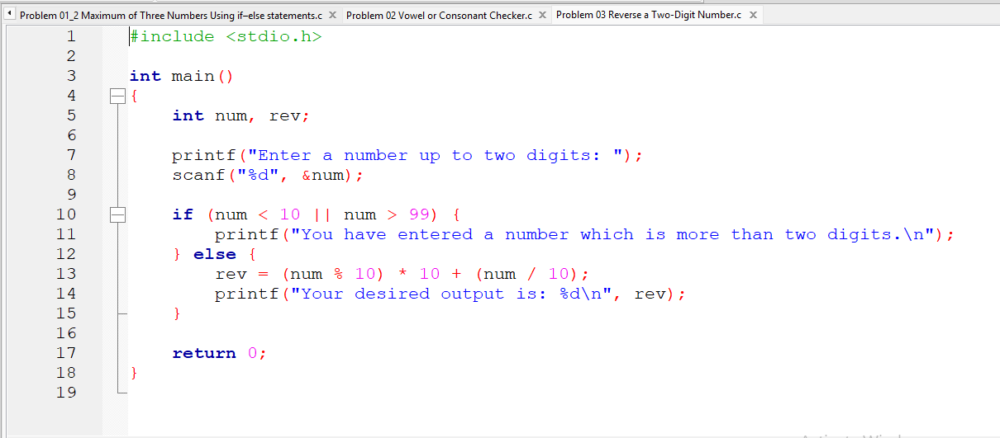 Problem 01_2 Maximum of Three Numbers Using if–else statements.c Problem 02 Vowel or Consonant Checker.c Problem 03 Reverse a Two-Digit Number.c
1 #include <stdio.h>
2
3 int main()
4 {
5     int num, rev;
6
7     printf("Enter a number up to two digits: ");
8     scanf("%d", &num);
9
10     if (num < 10 || num > 99) {
11         printf("You have entered a number which is more than two digits.\n");
12     } else {
13         rev = (num % 10) * 10 + (num / 10);
14         printf("Your desired output is: %d\n", rev);
15     }
16
17     return 0;
18 }
19